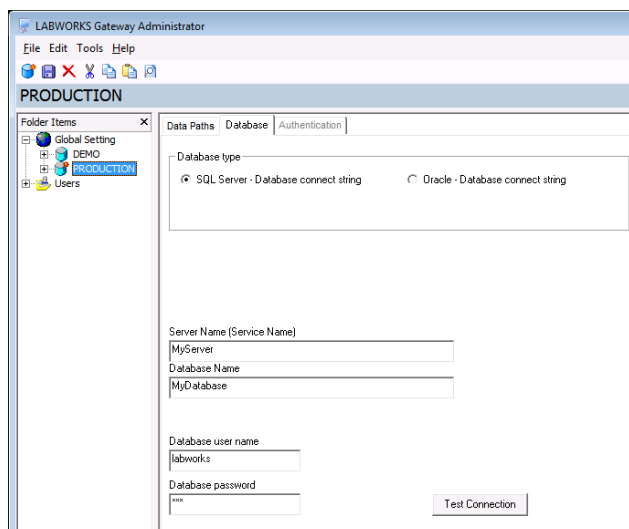 LABWORKS Gateway Administrator
File Edit Tools Help
PRODUCTION
Folder Items
Global Setting
DEMO
PRODUCTION
Users
Data Paths Database Authentication
Database type
SQL Server - Database connect string Oracle - Database connect string
Server Name (Service Name)
MyServer
Database Name
MyDatabase
Database user name
labworks
Database password
***
Test Connection